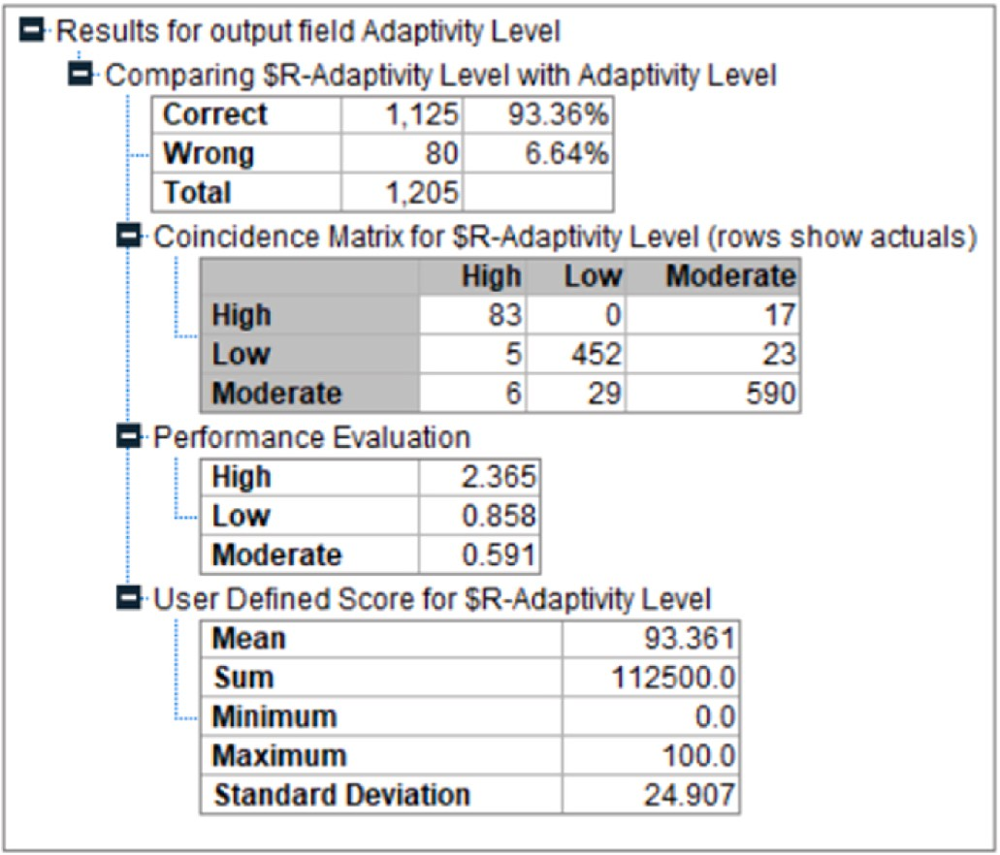 Results for output field Adaptivity Level
Comparing $R-Adaptivity Level with Adaptivity Level
Correct 1,125 93.36%
Wrong 80 6.64%
Total 1,205
Coincidence Matrix for $R-Adaptivity Level (rows show actuals)
High Low Moderate
High 83 0 17
Low 5 452 23
Moderate 6 29 590
Performance Evaluation
High 2.365
Low 0.858
Moderate 0.591
User Defined Score for $R-Adaptivity Level
Mean 93.361
Sum 112500.0
Minimum 0.0
Maximum 100.0
Standard Deviation 24.907